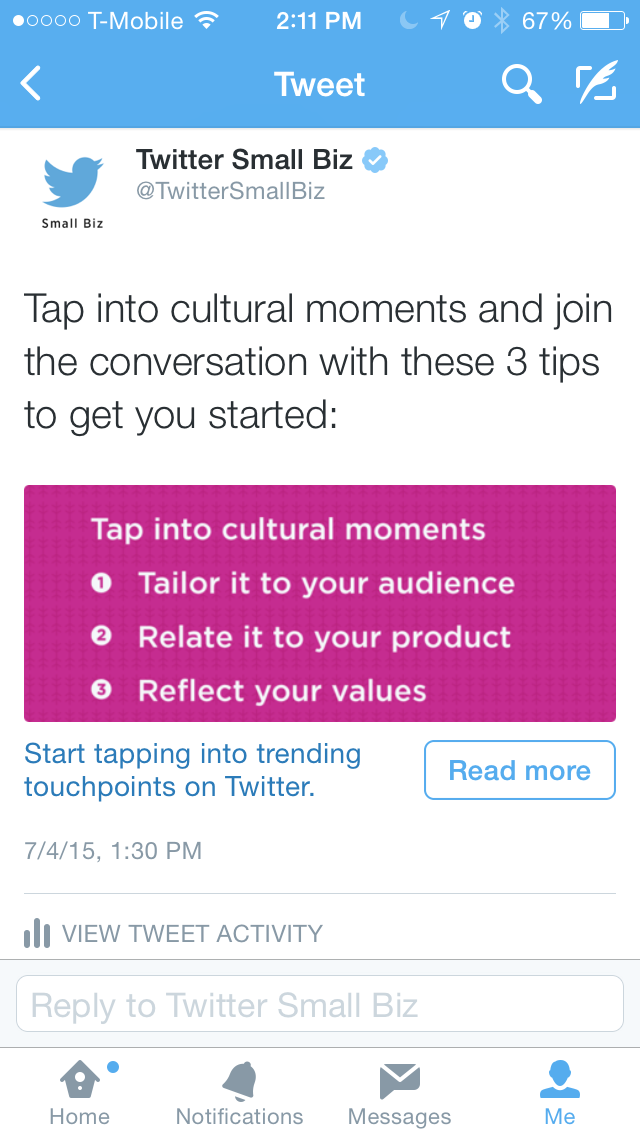 T-Mobile 2:11 PM 67%
Tweet
Twitter Small Biz
@TwitterSmallBiz
Small Biz
Tap into cultural moments and join
the conversation with these 3 tips
to get you started:
Tap into cultural moments
1 Tailor it to your audience
2 Relate it to your product
3 Reflect your values
Start tapping into trending
touchpoints on Twitter.
Read more
7/4/15, 1:30 PM
VIEW TWEET ACTIVITY
Reply to Twitter Small Biz
Home Notifications Messages Me